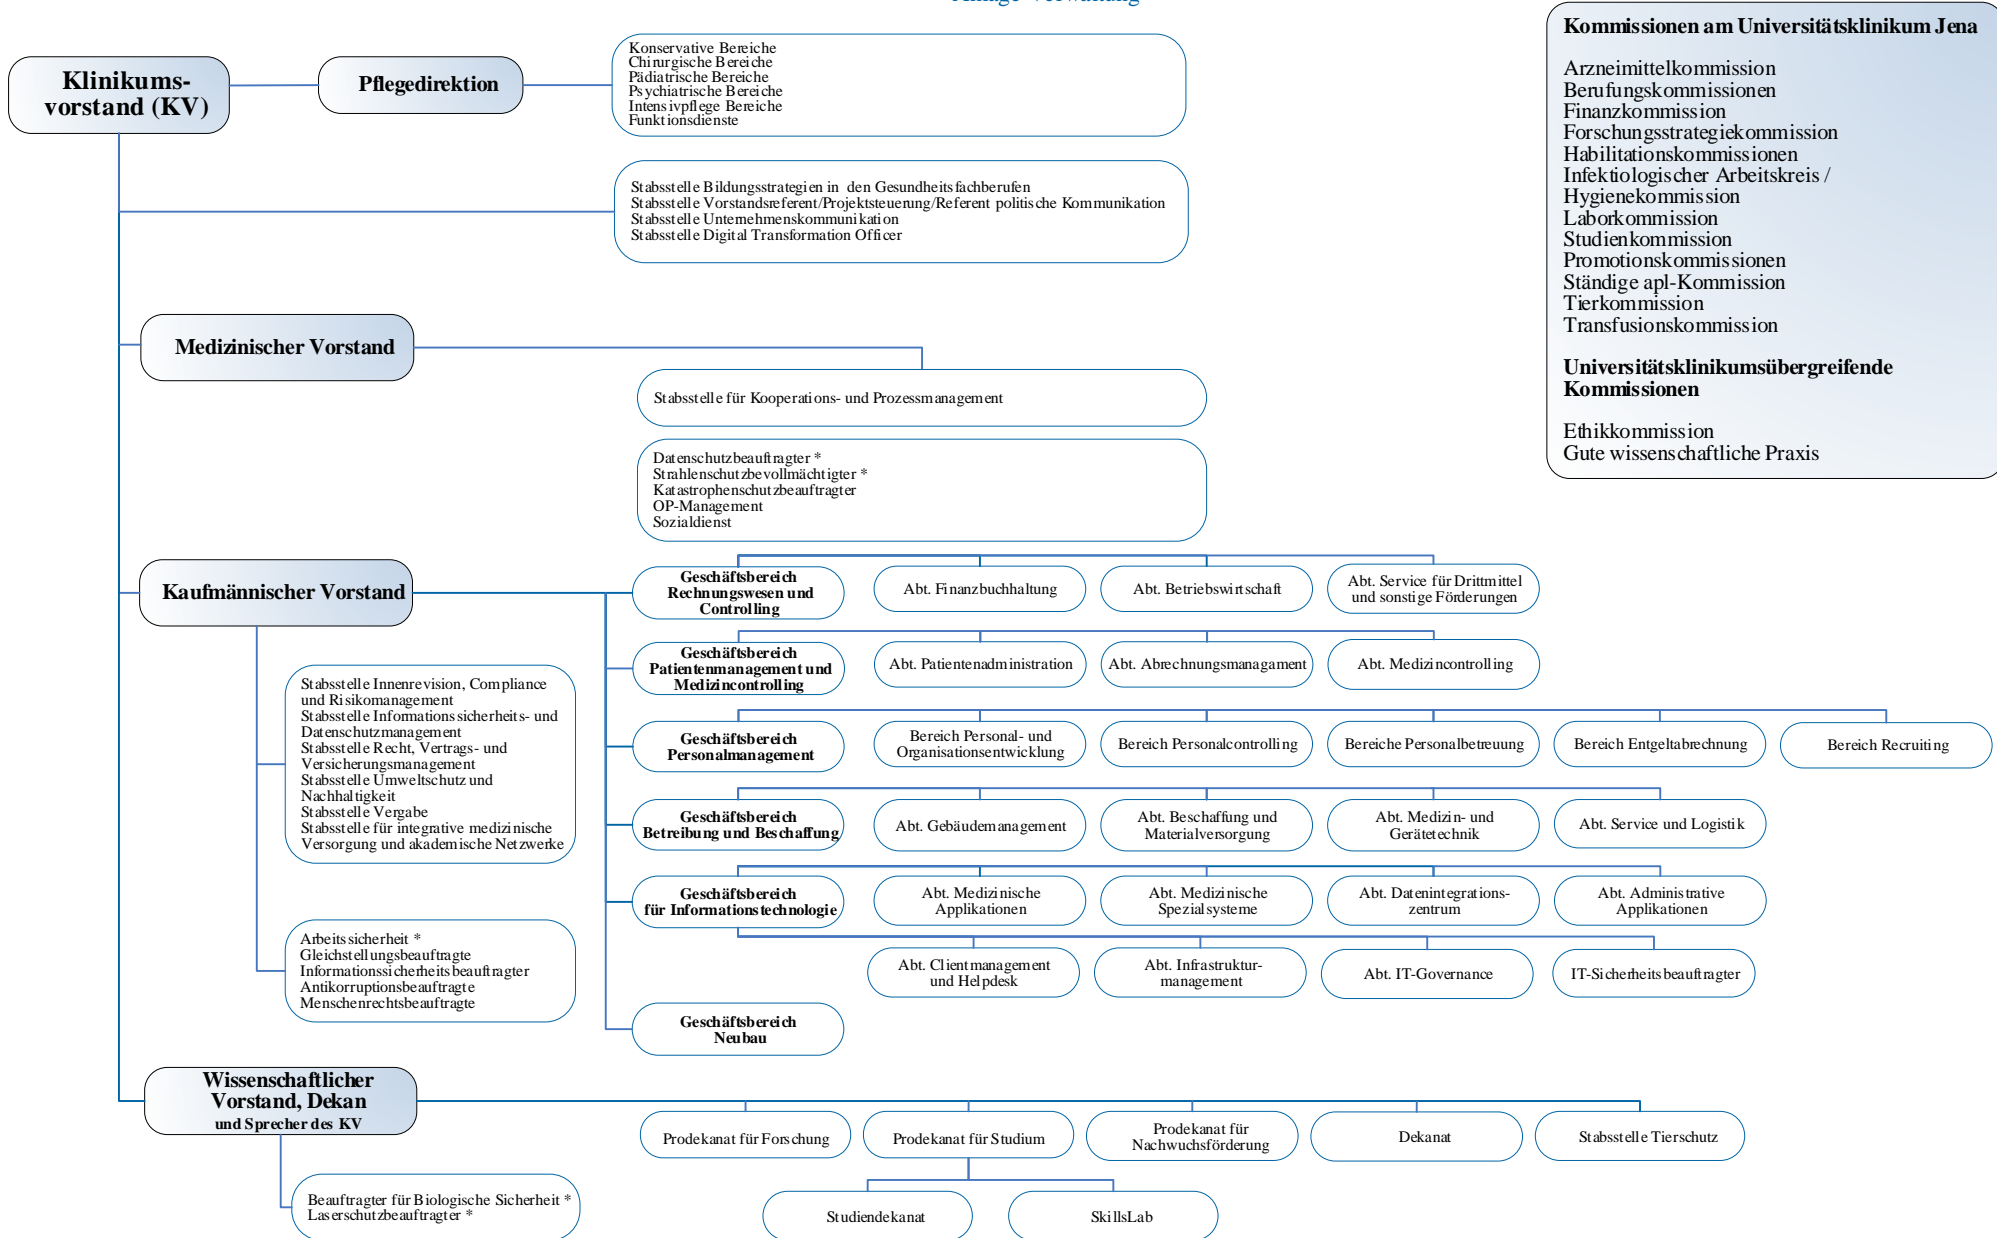 Anlage Verwaltung
Klinikums-
vorstand (KV)
Pflegedirektion
Konservative Bereiche
Chirurgische Bereiche
Pädiatrische Bereiche
Psychiatrische Bereiche
Intensivpflege Bereiche
Funktionsdienste
Stabsstelle Bildungsstrategien in den Gesundheitsfachberufen
Stabsstelle Vorstandsreferent/Projektsteuerung/Referent politische Kommunikation
Stabsstelle Unternehmenskommunikation
Stabsstelle Digital Transformation Officer
Kommissionen am Universitätsklinikum Jena
Arzneimittelkommission
Berufungskommissionen
Finanzkommission
Forschungsstrategiekommission
Habilitationskommissionen
Infektiologischer Arbeitskreis /
Hygienekommission
Laborkommission
Studienkommission
Promotionskommissionen
Ständige apl-Kommission
Tierkommission
Transfusionskommission
Universitätsklinikumsübergreifende
Kommissionen
Ethikkommission
Gute wissenschaftliche Praxis
Medizinischer Vorstand
Stabsstelle für Kooperations- und Prozessmanagement
Datenschutzbeauftragter *
Strahlenschutzbevollmächtigter *
Katastrophenschutzbeauftragter
OP-Management
Sozialdienst
Kaufmännischer Vorstand
Stabsstelle Innenrevision, Compliance
und Risikomanagement
Stabsstelle Informationssicherheits- und
Datenschutzmanagement
Stabsstelle Recht, Vertrags- und
Versicherungsmanagement
Stabsstelle Umweltschutz und
Nachhaltigkeit
Stabsstelle Vergabe
Stabsstelle für integrative medizinische
Versorgung und akademische Netzwerke
Arbeitssicherheit *
Gleichstellungsbeauftragte
Informationssicherheitsbeauftragter
Antikorruptionsbeauftragte
Menschenrechtsbeauftragte
Geschäftsbereich
Rechnungswesen und
Controlling
Abt. Finanzbuchhaltung
Abt. Betriebswirtschaft
Abt. Service für Drittmittel
und sonstige Förderungen
Geschäftsbereich
Patientenmanagement und
Medizincontrolling
Abt. Patientenadministration
Abt. Abrechnungsmanagament
Abt. Medizincontrolling
Geschäftsbereich
Personalmanagement
Bereich Personal- und
Organisationsentwicklung
Bereich Personalcontrolling
Bereiche Personalbetreuung
Bereich Entgeltabrechnung
Bereich Recruiting
Geschäftsbereich
Betreibung und Beschaffung
Abt. Gebäudemanagement
Abt. Beschaffung und
Materialversorgung
Abt. Medizin- und
Gerätetechnik
Abt. Service und Logistik
Geschäftsbereich
für Informationstechnologie
Abt. Medizinische
Applikationen
Abt. Medizinische
Spezialsysteme
Abt. Datenintegrations-
zentrum
Abt. Administrative
Applikationen
Abt. Clientmanagement
und Helpdesk
Abt. Infrastruktur-
management
Abt. IT-Governance
IT-Sicherheitsbeauftragter
Geschäftsbereich
Neubau
Wissenschaftlicher
Vorstand, Dekan
und Sprecher des KV
Beauftragter für Biologische Sicherheit *
Laserschutzbeauftragter *
Prodekanat für Forschung
Prodekanat für Studium
Prodekanat für
Nachwuchsförderung
Dekanat
Stabsstelle Tierschutz
Studiendekanat
SkillsLab